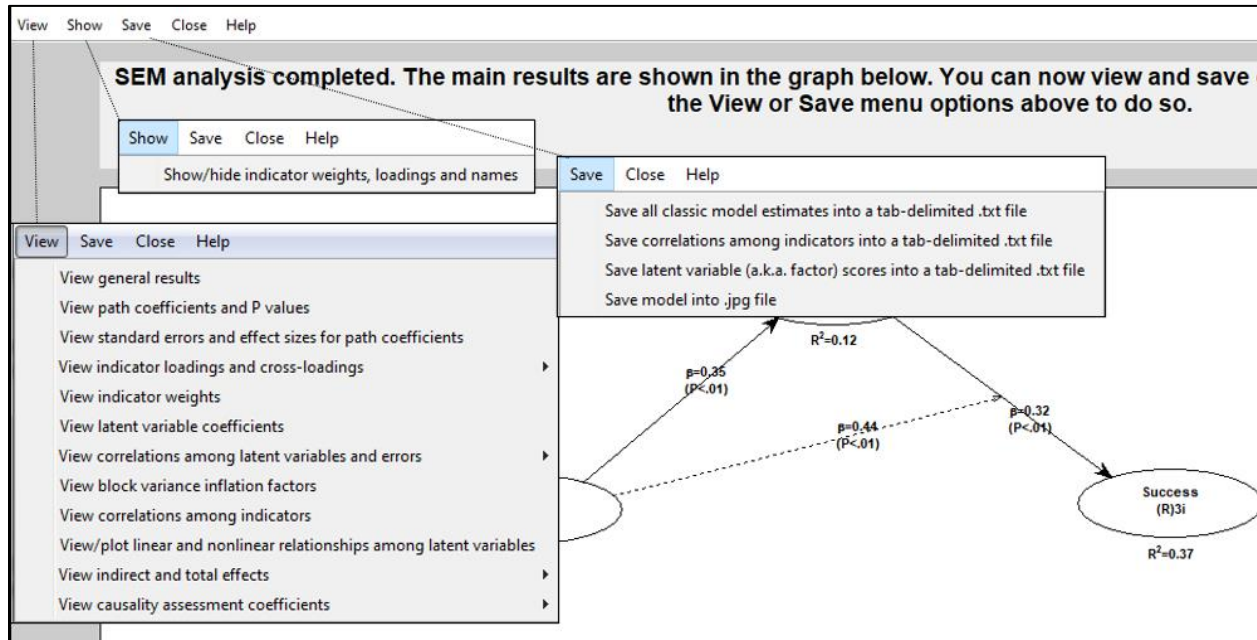 View Show Save Close Help
SEM analysis completed. The main results are shown in the graph below. You can now view and save
the View or Save menu options above to do so.
Show Save Close Help
Show/hide indicator weights, loadings and names
Save Close Help
Save all classic model estimates into a tab-delimited .txt file
Save correlations among indicators into a tab-delimited .txt file
Save latent variable (a.k.a. factor) scores into a tab-delimited .txt file
Save model into .jpg file
View Save Close Help
View general results
View path coefficients and P values
View standard errors and effect sizes for path coefficients
View indicator loadings and cross-loadings
View indicator weights
View latent variable coefficients
View correlations among latent variables and errors
View block variance inflation factors
View correlations among indicators
View/plot linear and nonlinear relationships among latent variables
View indirect and total effects
View causality assessment coefficients
R²=0.12
β=0.35
(P<.01)
β=0.44
(P<.01)
β=0.32
(P<.01)
Success
(R)3i
R²=0.37